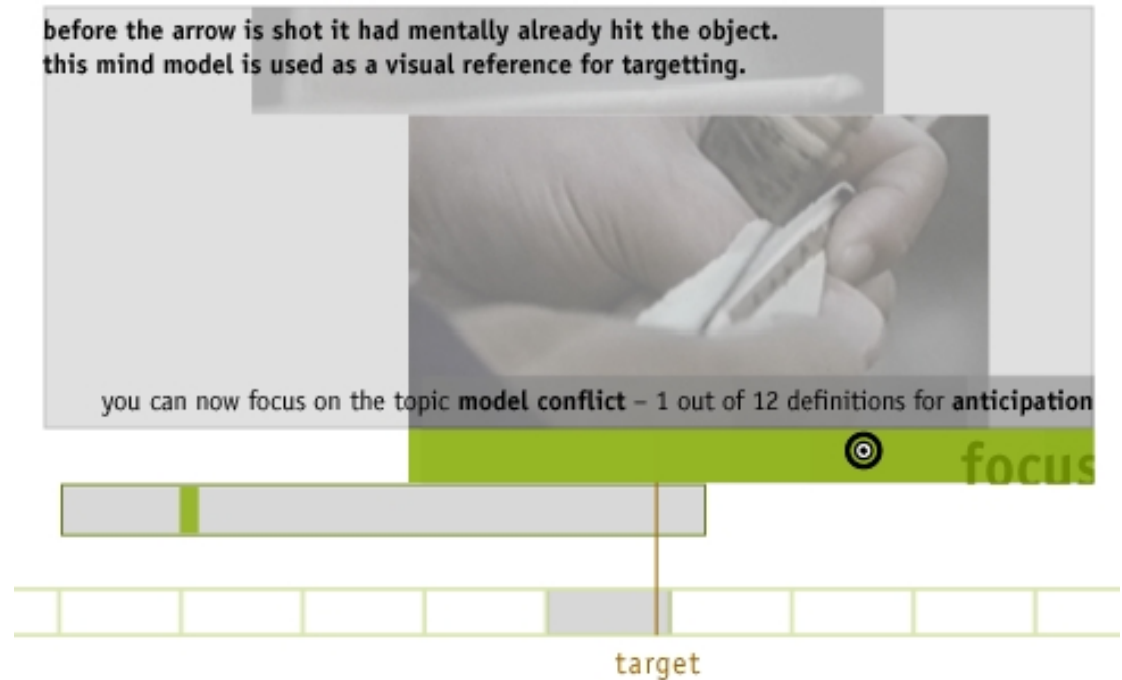 before the arrow is shot it had mentally already hit the object.
this mind model is used as a visual reference for targetting.
you can now focus on the topic model conflict – 1 out of 12 definitions for anticipation
focus
target